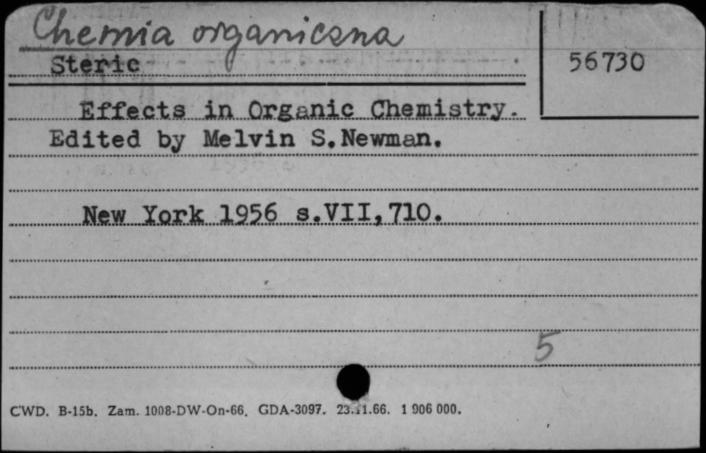 Chemia organiczna
Steric
56730
Effects in Organic Chemistry.
Edited by Melvin S. Newman.
New York 1956 s.VII,710.
5
CWD. B-15b. Zam. 1008-DW-On-66. GDA-3097. 23.11.66. 1 906 000.